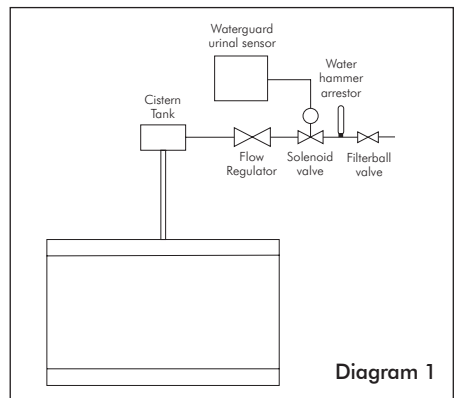 Waterguard
urinal sensor
Water
hammer
arrestor
Cistern
Tank
Flow
Regulator
Solenoid
valve
Filterball
valve
Diagram 1